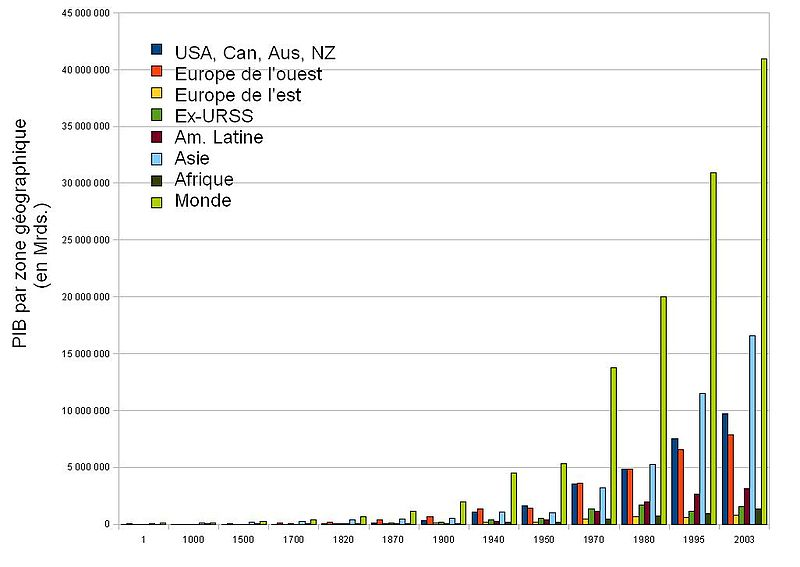 45 000 000
40 000 000
35 000 000
30 000 000
25 000 000
20 000 000
15 000 000
10 000 000
5 000 000
0
PIB par zone géographique
(en Mrds.)
USA, Can, Aus, NZ
Europe de l'ouest
Europe de l'est
Ex-URSS
Am. Latine
Asie
Afrique
Monde
1 1000 1500 1700 1820 1870 1900 1940 1950 1970 1980 1995 2003